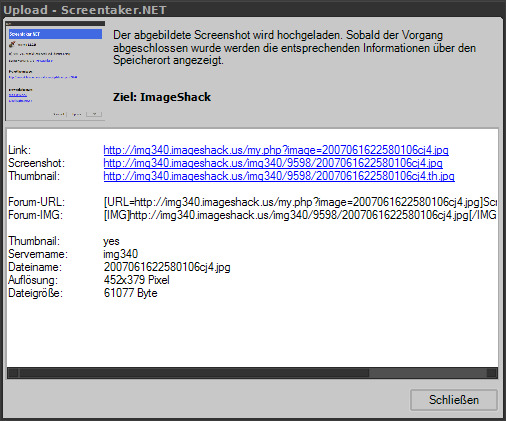 Upload - Screentaker.NET
Der abgebildete Screenshot wird hochgeladen. Sobald der Vorgang
abgeschlossen wurde werden die entsprechenden Informationen über den
Speicherort angezeigt.
Ziel: ImageShack
Link: http://img340.imageshack.us/my.php?image=2007061622580106cj4.jpg
Screenshot: http://img340.imageshack.us/img340/9598/2007061622580106cj4.jpg
Thumbnail: http://img340.imageshack.us/img340/9598/2007061622580106cj4.th.jpg
Forum-URL: [URL=http://img340.imageshack.us/my.php?image=2007061622580106cj4.jpg]Scr
Forum-IMG: [IMG]http://img340.imageshack.us/img340/9598/2007061622580106cj4.jpg[/IMG
Thumbnail: yes
Servername: img340
Dateiname: 2007061622580106cj4.jpg
Auflösung: 452x379 Pixel
Dateigröße: 61077 Byte
Schließen